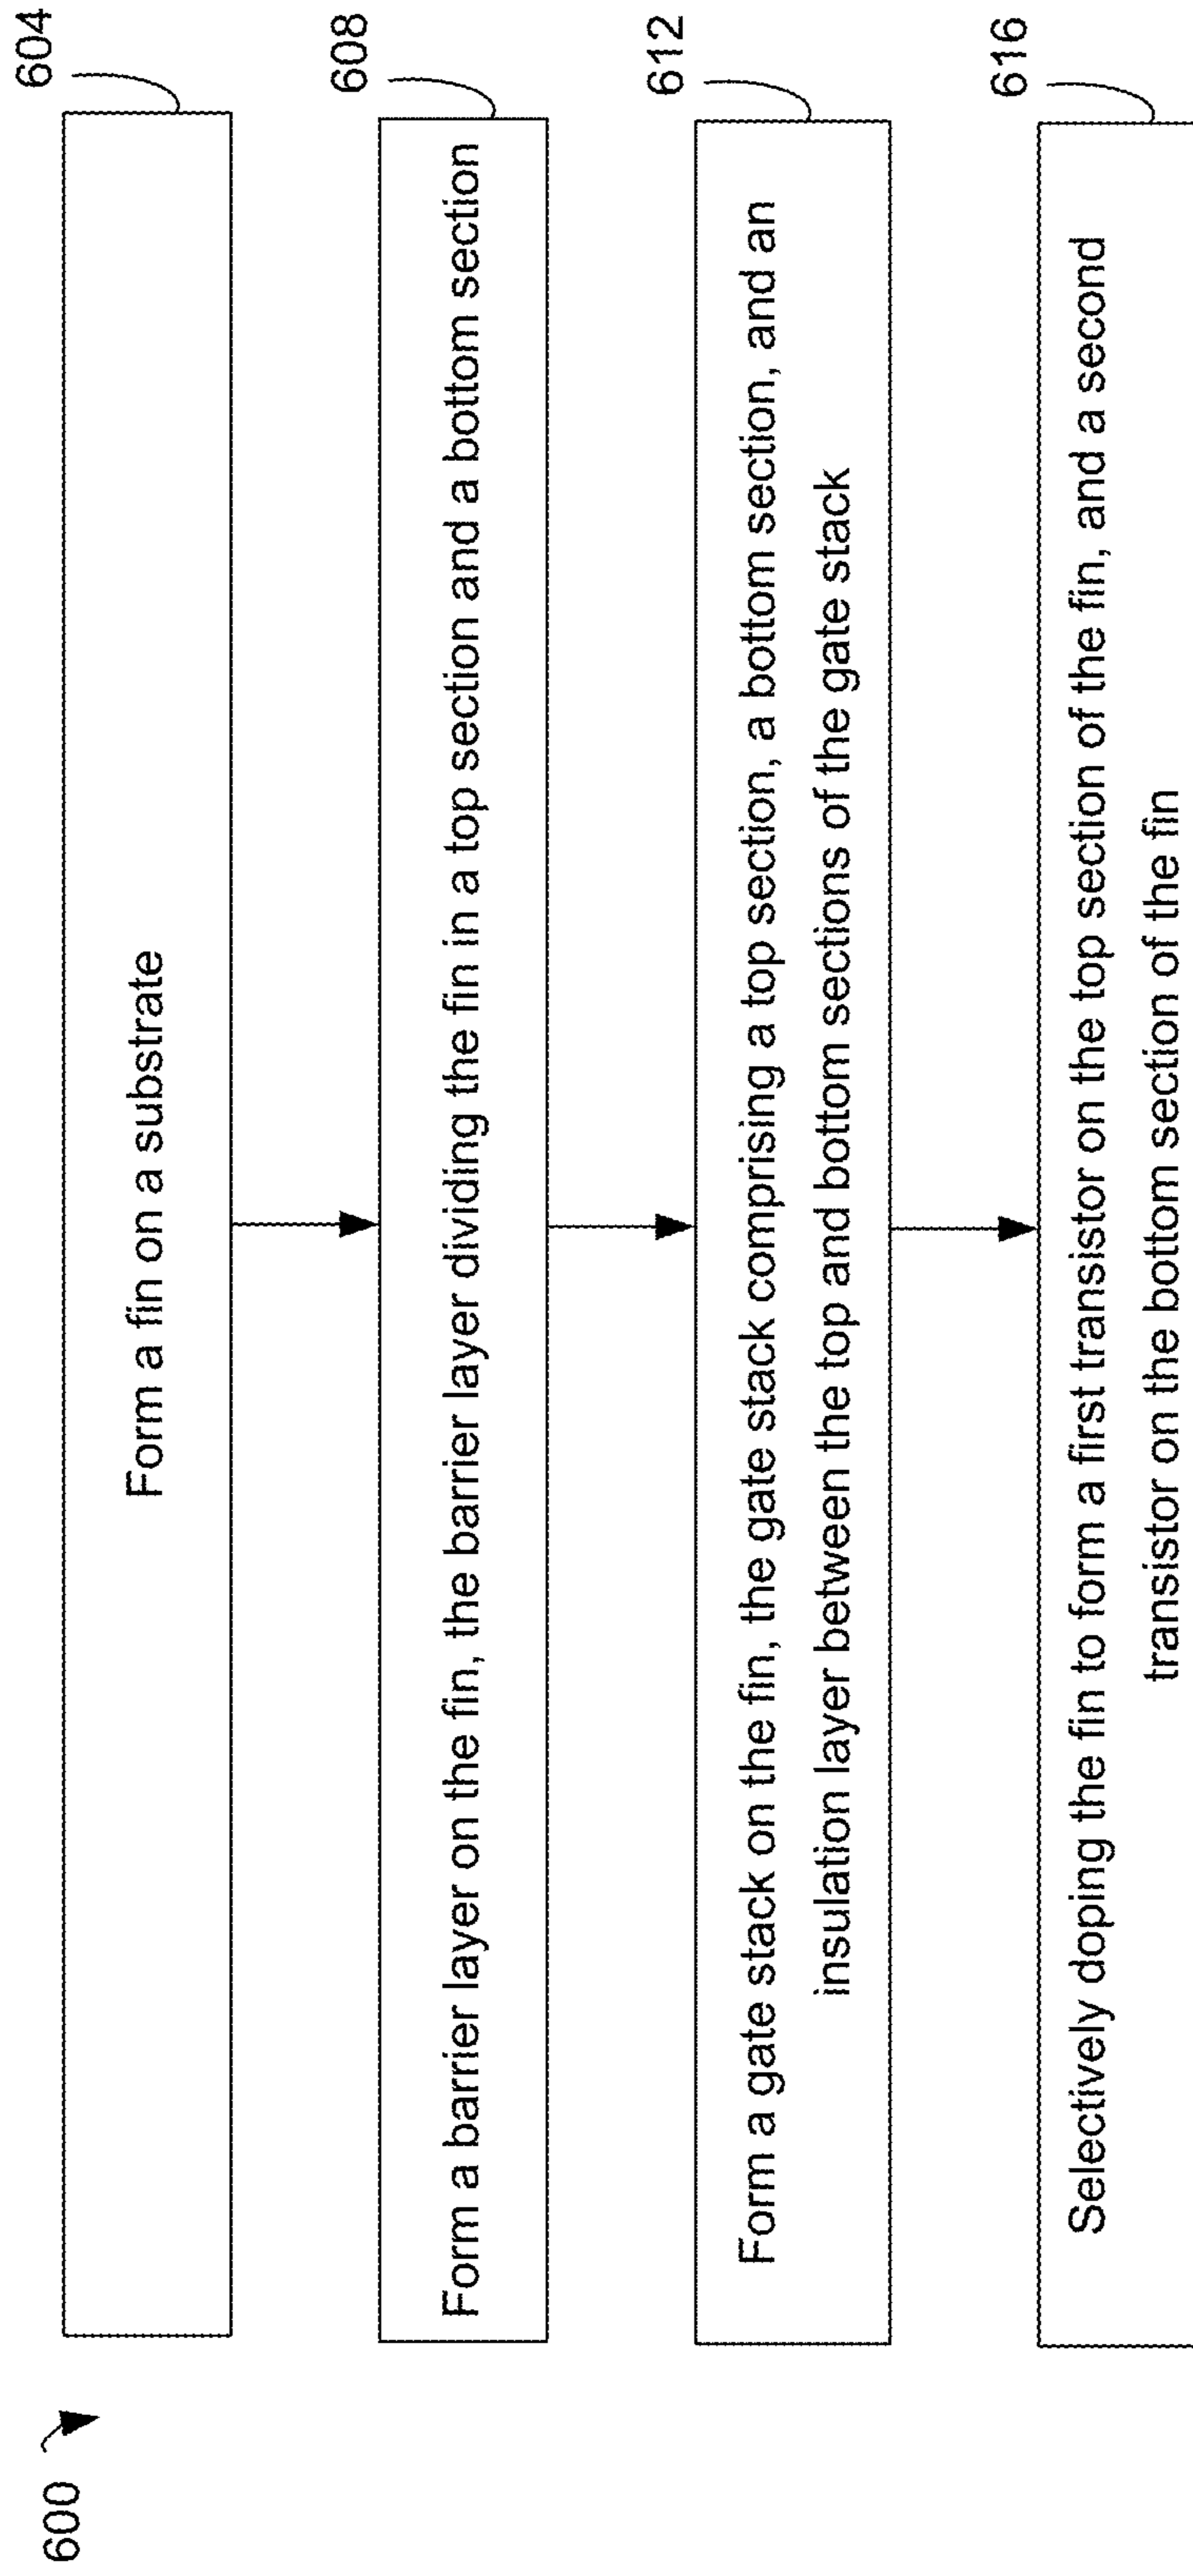 600
604
Form a fin on a substrate
608
Form a barrier layer on the fin, the barrier layer dividing the fin in a top section and a bottom section
612
Form a gate stack on the fin, the gate stack comprising a top section, a bottom section, and an
insulation layer between the top and bottom sections of the gate stack
616
Selectively doping the fin to form a first transistor on the top section of the fin, and a second
transistor on the bottom section of the fin